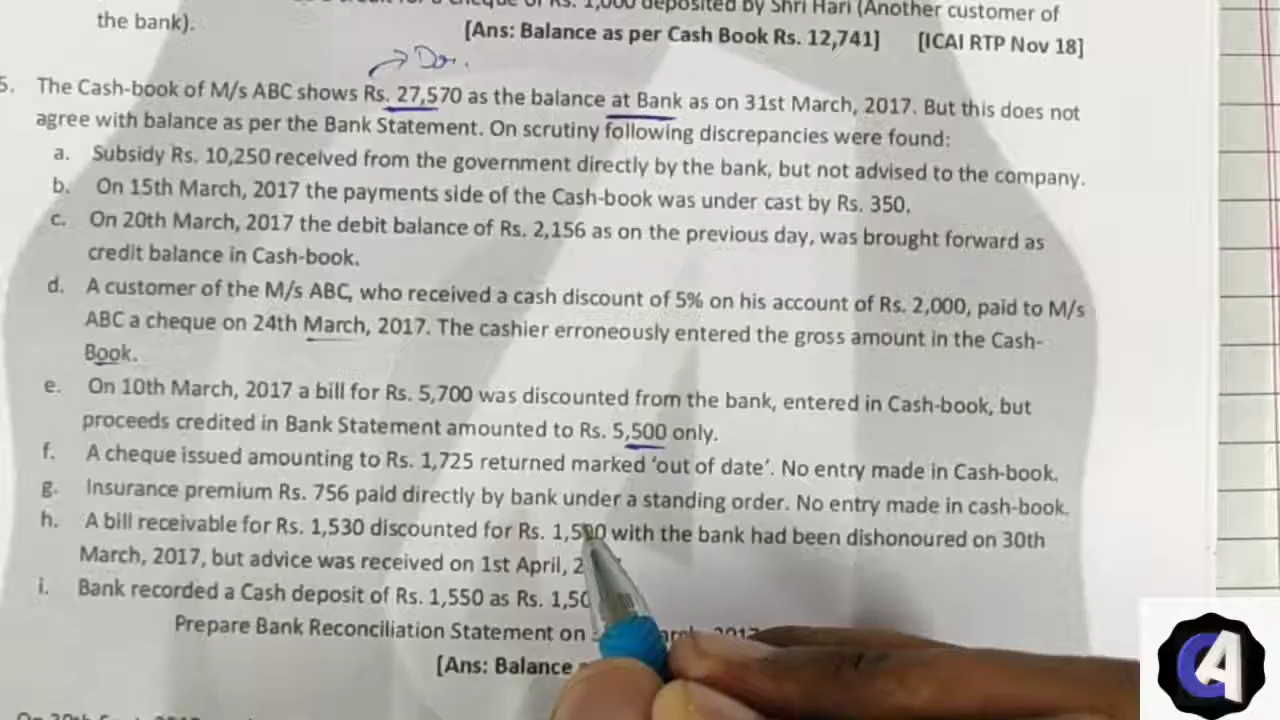 deposited by Shri Hari (Another customer of
the bank).
[Ans: Balance as per Cash Book Rs. 12,741] [ICAI RTP Nov 18]
5. The Cash-book of M/s ABC shows Rs. 27,570 as the balance at Bank as on 31st March, 2017. But this does not
agree with balance as per the Bank Statement. On scrutiny following discrepancies were found:
a. Subsidy Rs. 10,250 received from the government directly by the bank, but not advised to the company.
b. On 15th March, 2017 the payments side of the Cash-book was under cast by Rs. 350.
c. On 20th March, 2017 the debit balance of Rs. 2,156 as on the previous day, was brought forward as
credit balance in Cash-book.
d. A customer of the M/s ABC, who received a cash discount of 5% on his account of Rs. 2,000, paid to M/s
ABC a cheque on 24th March, 2017. The cashier erroneously entered the gross amount in the Cash-
Book.
e. On 10th March, 2017 a bill for Rs. 5,700 was discounted from the bank, entered in Cash-book, but
proceeds credited in Bank Statement amounted to Rs. 5,500 only.
f. A cheque issued amounting to Rs. 1,725 returned marked 'out of date'. No entry made in Cash-book.
g. Insurance premium Rs. 756 paid directly by bank under a standing order. No entry made in cash-book.
h. A bill receivable for Rs. 1,530 discounted for Rs. with the bank had been dishonoured on 30th
March, 2017, but advice was received on 1st April,
i. Bank recorded a Cash deposit of Rs. 1,550 as Rs.
Prepare Bank Reconciliation Statement on
[Ans: Balance
CA